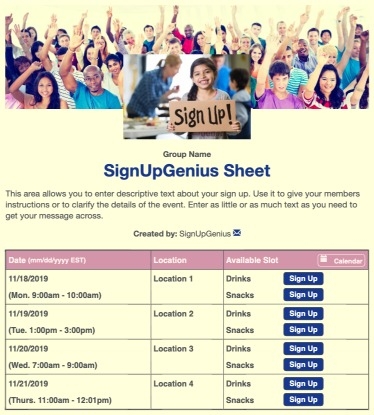 Sign Up!
Group Name
SignUpGenius Sheet
This area allows you to enter descriptive text about your sign up. Use it to give your members
instructions or to clarify the details of the event. Enter as little or as much text as you need to
get your message across.
Created by: SignUpGenius
Date (mm/dd/yyyy EST) Location Available Slot Calendar
11/18/2019 Location 1 Drinks Sign Up
(Mon. 9:00am - 10:00am) Snacks Sign Up
11/19/2019 Location 2 Drinks Sign Up
(Tue. 1:00pm - 3:00pm) Snacks Sign Up
11/20/2019 Location 3 Drinks Sign Up
(Wed. 7:00am - 9:00am) Snacks Sign Up
11/21/2019 Location 4 Drinks Sign Up
(Thurs. 11:00am - 12:01pm) Snacks Sign Up